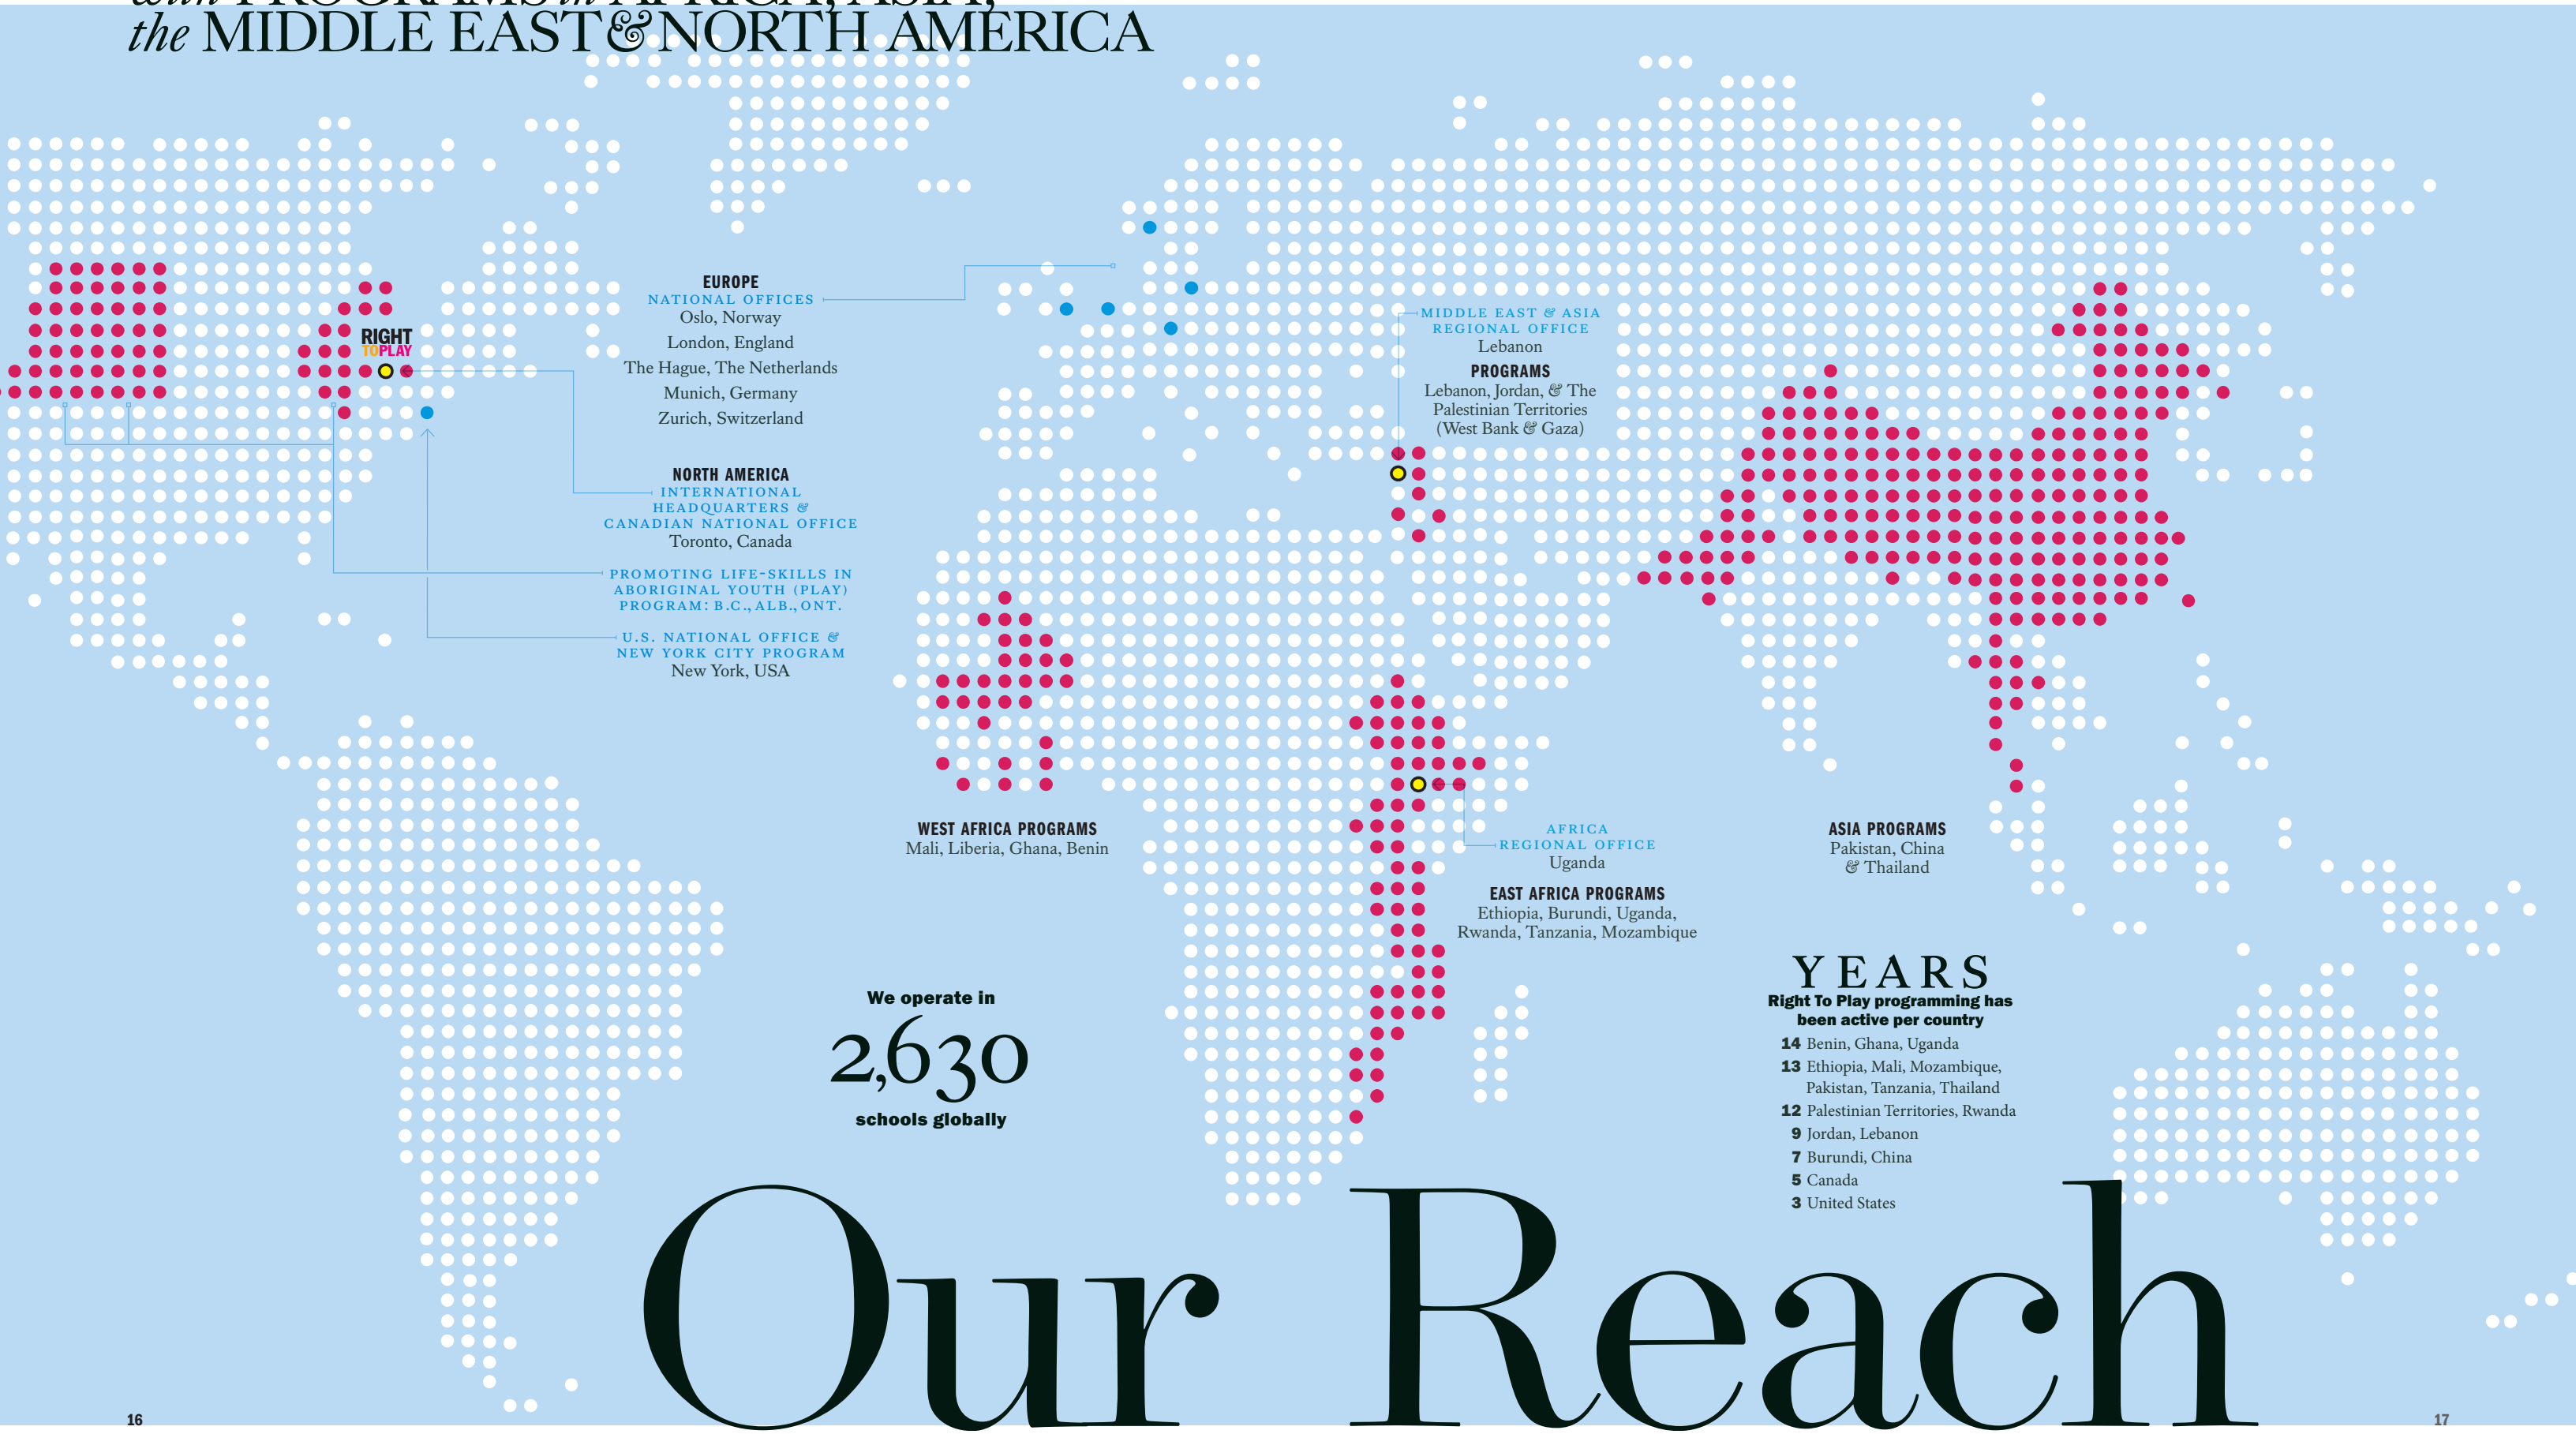 with PROGRAMS in AFRICA, ASIA,
the MIDDLE EAST & NORTH AMERICA
RIGHT
TO PLAY
EUROPE
NATIONAL OFFICES
Oslo, Norway
London, England
The Hague, The Netherlands
Munich, Germany
Zurich, Switzerland
NORTH AMERICA
INTERNATIONAL
HEADQUARTERS &
CANADIAN NATIONAL OFFICE
Toronto, Canada
PROMOTING LIFE-SKILLS IN
ABORIGINAL YOUTH (PLAY)
PROGRAM: B.C., ALB., ONT.
U.S. NATIONAL OFFICE &
NEW YORK CITY PROGRAM
New York, USA
MIDDLE EAST & ASIA
REGIONAL OFFICE
Lebanon
PROGRAMS
Lebanon, Jordan, & The
Palestinian Territories
(West Bank & Gaza)
WEST AFRICA PROGRAMS
Mali, Liberia, Ghana, Benin
AFRICA
REGIONAL OFFICE
Uganda
EAST AFRICA PROGRAMS
Ethiopia, Burundi, Uganda,
Rwanda, Tanzania, Mozambique
ASIA PROGRAMS
Pakistan, China
& Thailand
We operate in
2,630
schools globally
YEARS
Right To Play programming has
been active per country
14 Benin, Ghana, Uganda
13 Ethiopia, Mali, Mozambique,
Pakistan, Tanzania, Thailand
12 Palestinian Territories, Rwanda
9 Jordan, Lebanon
7 Burundi, China
5 Canada
3 United States
Our Reach
16
17